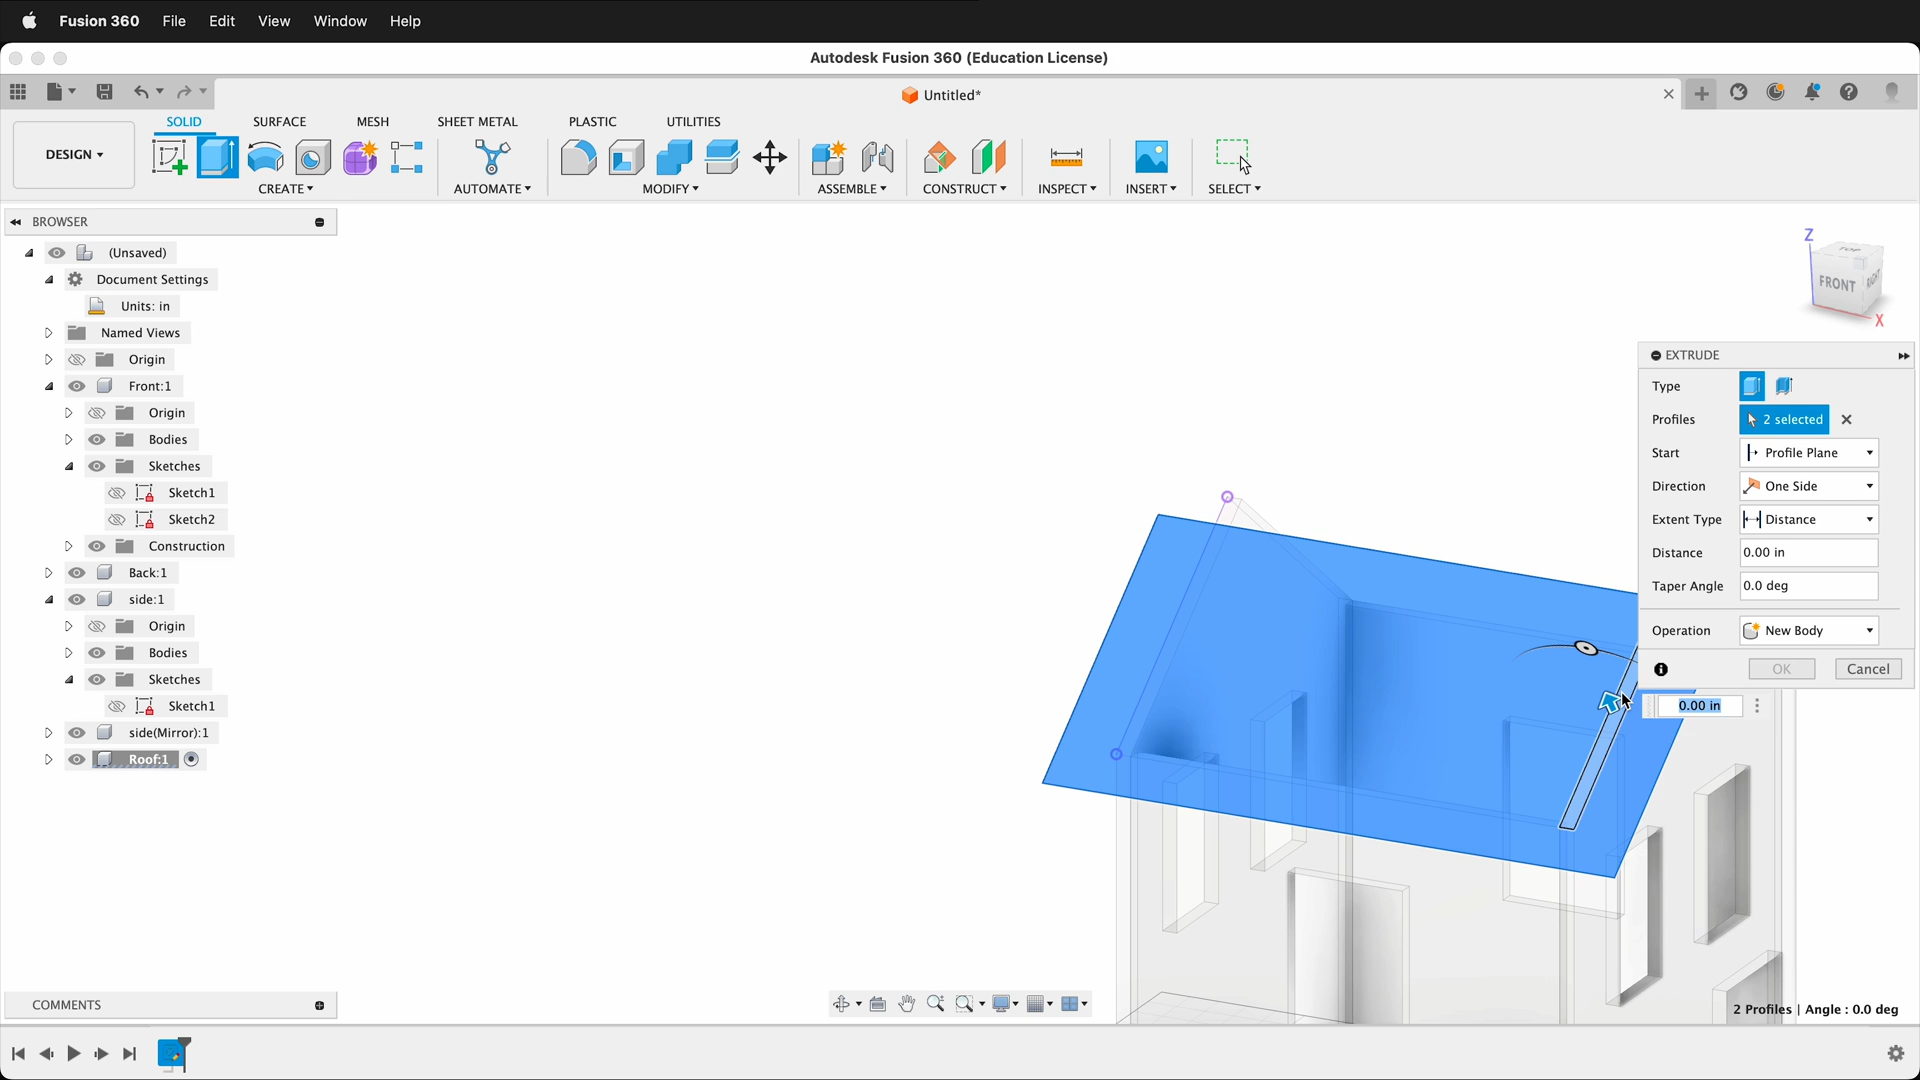 Fusion 360 File Edit View Window Help
Autodesk Fusion 360 (Education License)
Untitled*
SOLID SURFACE MESH SHEET METAL PLASTIC UTILITIES
DESIGN
CREATE AUTOMATE MODIFY ASSEMBLE CONSTRUCT INSPECT INSERT SELECT
BROWSER
(Unsaved)
Document Settings
Units: in
Named Views
Origin
Front:1
Origin
Bodies
Sketches
Sketch1
Sketch2
Construction
Back:1
side:1
Origin
Bodies
Sketches
Sketch1
side(Mirror):1
Roof:1
Z
TOP
FRONT
RIGHT
X
EXTRUDE
Type
Profiles 2 selected
Start Profile Plane
Direction One Side
Extent Type Distance
Distance 0.00 in
Taper Angle 0.0 deg
Operation New Body
OK Cancel
0.00 in
COMMENTS
2 Profiles | Angle : 0.0 deg